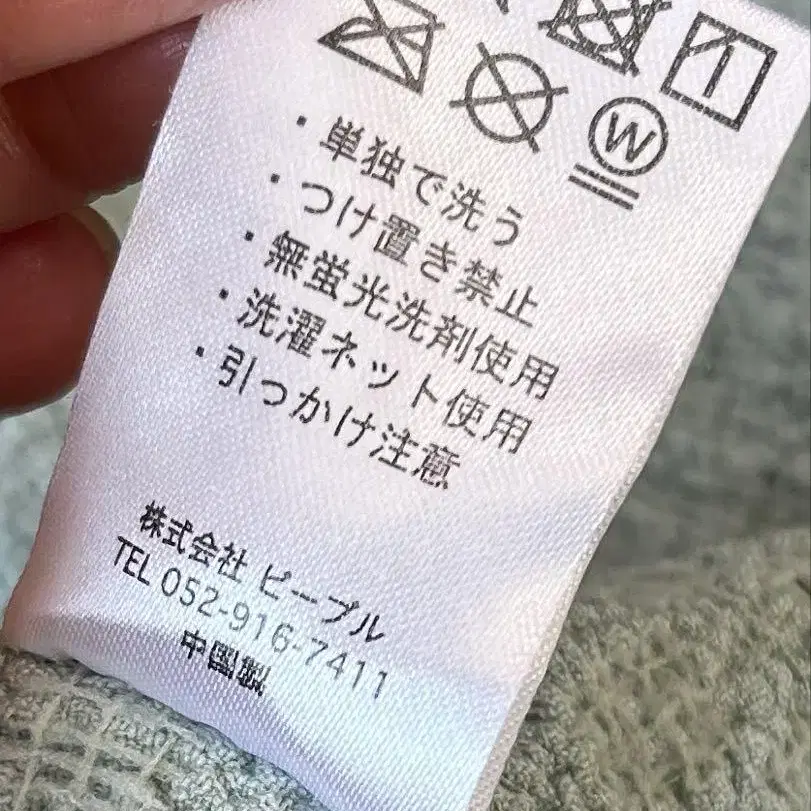 W
・単独で洗う
・つけ置き禁止
・無蛍光洗剤使用
・洗濯ネット使用
・引っかけ注意
株式会社 ピープル
TEL 052-916-7411
中国製